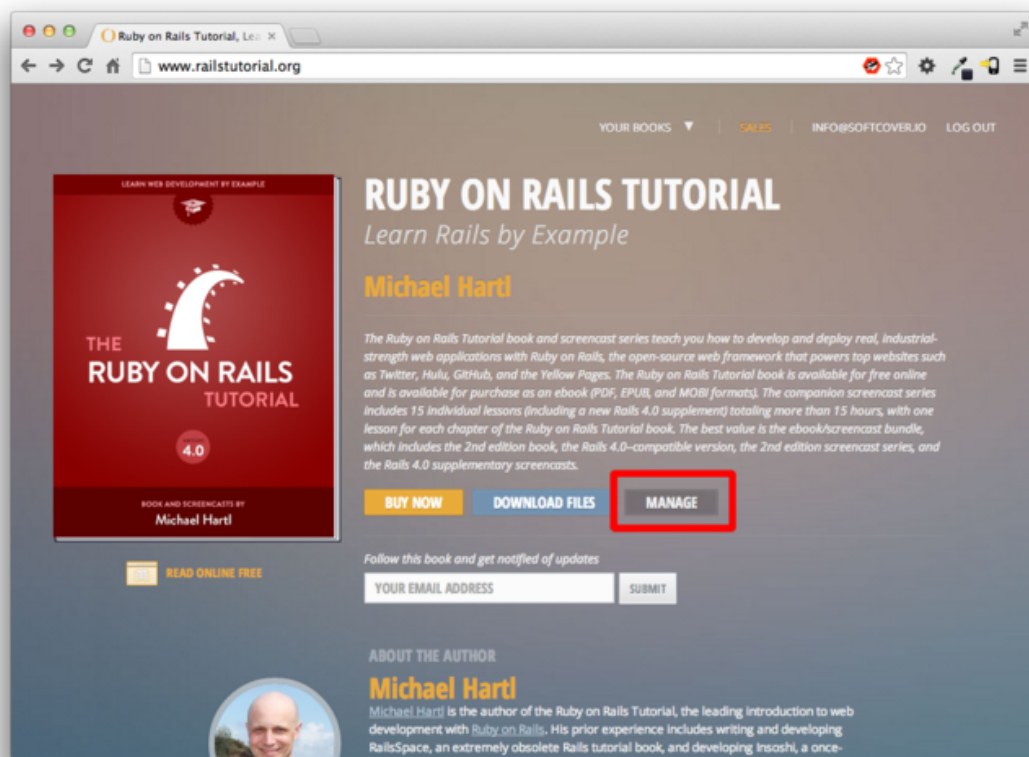 Ruby on Rails Tutorial, Lea
www.railstutorial.org
YOUR BOOKS SALES INFO@SOFTCOVER.IO LOG OUT
LEARN WEB DEVELOPMENT BY EXAMPLE
THE
RUBY ON RAILS
TUTORIAL
4.0
BOOK AND SCREENCASTS BY
Michael Hartl
READ ONLINE FREE
RUBY ON RAILS TUTORIAL
Learn Rails by Example
Michael Hartl
The Ruby on Rails Tutorial book and screencast series teach you how to develop and deploy real, industrial-
strength web applications with Ruby on Rails, the open-source web framework that powers top websites such
as Twitter, Hulu, GitHub, and the Yellow Pages. The Ruby on Rails Tutorial book is available for free online
and is available for purchase as an ebook (PDF, EPUB, and MOBI formats). The companion screencast series
includes 15 individual lessons (including a new Rails 4.0 supplement) totaling more than 15 hours, with one
lesson for each chapter of the Ruby on Rails Tutorial book. The best value is the ebook/screencast bundle,
which includes the 2nd edition book, the Rails 4.0–compatible version, the 2nd edition screencast series, and
the Rails 4.0 supplementary screencasts.
BUY NOW DOWNLOAD FILES MANAGE
Follow this book and get notified of updates
YOUR EMAIL ADDRESS SUBMIT
ABOUT THE AUTHOR
Michael Hartl
Michael Hartl is the author of the Ruby on Rails Tutorial, the leading introduction to web
development with Ruby on Rails. His prior experience includes writing and developing
RailsSpace, an extremely obsolete Rails tutorial book, and developing Insoshi, a once-